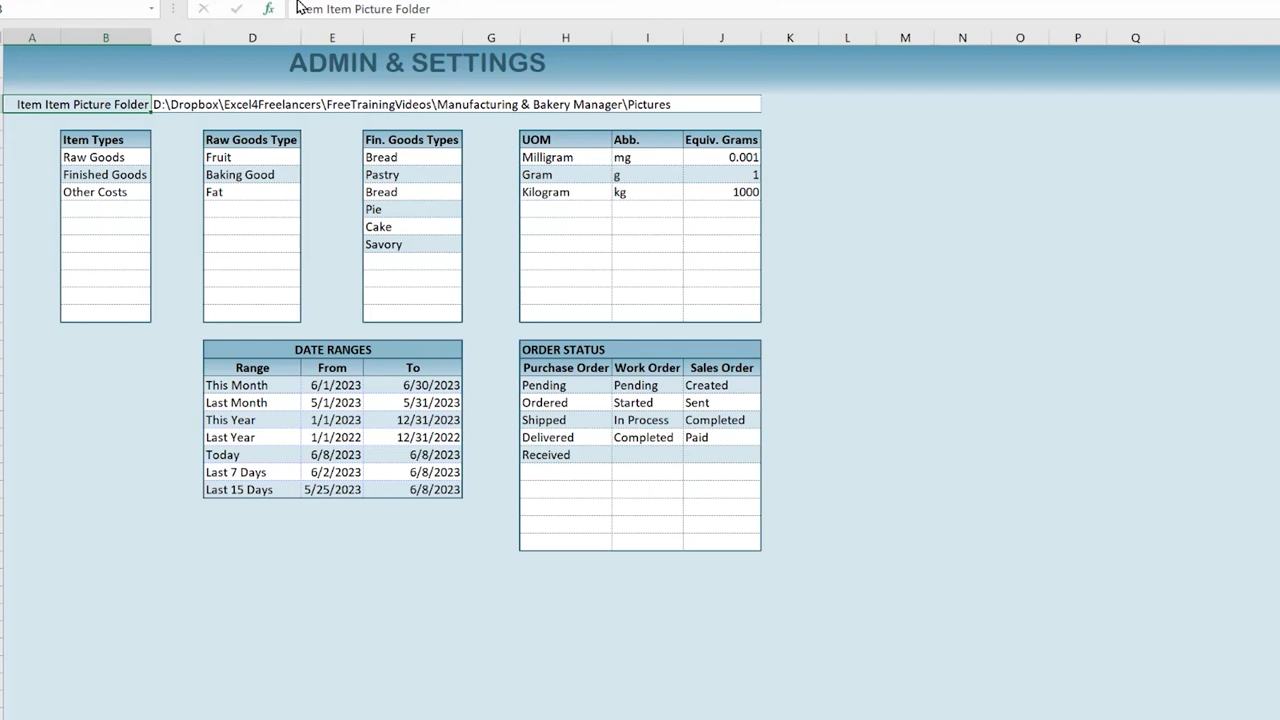 Item Item Picture Folder
A B C D E F G H I J K L M N O P Q
ADMIN & SETTINGS
Item Item Picture Folder D:\Dropbox\Excel4Freelancers\FreeTrainingVideos\Manufacturing & Bakery Manager\Pictures
Item Types Raw Goods Type Fin. Goods Types UOM Abb. Equiv. Grams
Raw Goods Fruit Bread Milligram mg 0.001
Finished Goods Baking Good Pastry Gram g 1
Other Costs Fat Bread Kilogram kg 1000
Pie
Cake
Savory
DATE RANGES ORDER STATUS
Range From To Purchase Order Work Order Sales Order
This Month 6/1/2023 6/30/2023 Pending Pending Created
Last Month 5/1/2023 5/31/2023 Ordered Started Sent
This Year 1/1/2023 12/31/2023 Shipped In Process Completed
Last Year 1/1/2022 12/31/2022 Delivered Completed Paid
Today 6/8/2023 6/8/2023 Received
Last 7 Days 6/2/2023 6/8/2023
Last 15 Days 5/25/2023 6/8/2023